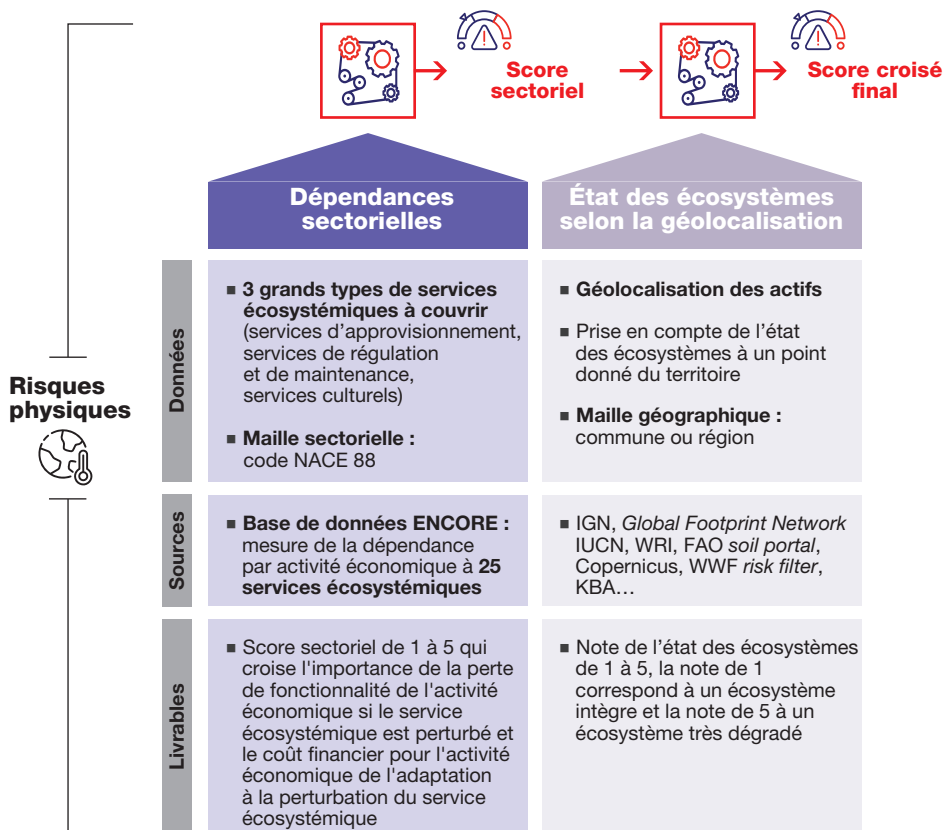 Score
sectoriel
Score croisé
final
Dépendances
sectorielles
État des écosystèmes
selon la géolocalisation
Risques
physiques
Données
■ 3 grands types de services
écosystémiques à couvrir
(services d’approvisionnement,
services de régulation
et de maintenance,
services culturels)
■ Maille sectorielle :
code NACE 88
■ Géolocalisation des actifs
■ Prise en compte de l’état
des écosystèmes à un point
donné du territoire
■ Maille géographique :
commune ou région
Sources
■ Base de données ENCORE :
mesure de la dépendance
par activité économique à 25
services écosystémiques
■ IGN, Global Footprint Network
IUCN, WRI, FAO soil portal,
Copernicus, WWF risk filter,
KBA…
Livrables
■ Score sectoriel de 1 à 5 qui
croise l'importance de la perte
de fonctionnalité de l'activité
économique si le service
écosystémique est perturbé et
le coût financier pour l'activité
économique de l'adaptation
à la perturbation du service
écosystémique
■ Note de l’état des écosystèmes
de 1 à 5, la note de 1
correspond à un écosystème
intègre et la note de 5 à un
écosystème très dégradé